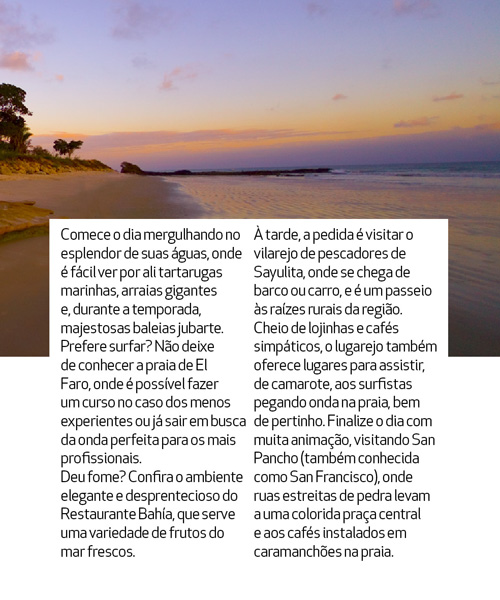 Comece o dia mergulhando no
esplendor de suas águas, onde
é fácil ver por ali tartarugas
marinhas, arraias gigantes
e, durante a temporada,
majestosas baleias jubarte.
Prefere surfar? Não deixe
de conhecer a praia de El
Faro, onde é possível fazer
um curso no caso dos menos
experientes ou já sair em busca
da onda perfeita para os mais
profissionais.
Deu fome? Confira o ambiente
elegante e desprentecioso do
Restaurante Bahía, que serve
uma variedade de frutos do
mar frescos.
À tarde, a pedida é visitar o
vilarejo de pescadores de
Sayulita, onde se chega de
barco ou carro, e é um passeio
às raízes rurais da região.
Cheio de lojinhas e cafés
simpáticos, o lugarejo também
oferece lugares para assistir,
de camarote, aos surfistas
pegando onda na praia, bem
de pertinho. Finalize o dia com
muita animação, visitando San
Pancho (também conhecida
como San Francisco), onde
ruas estreitas de pedra levam
a uma colorida praça central
e aos cafés instalados em
caramanchões na praia.